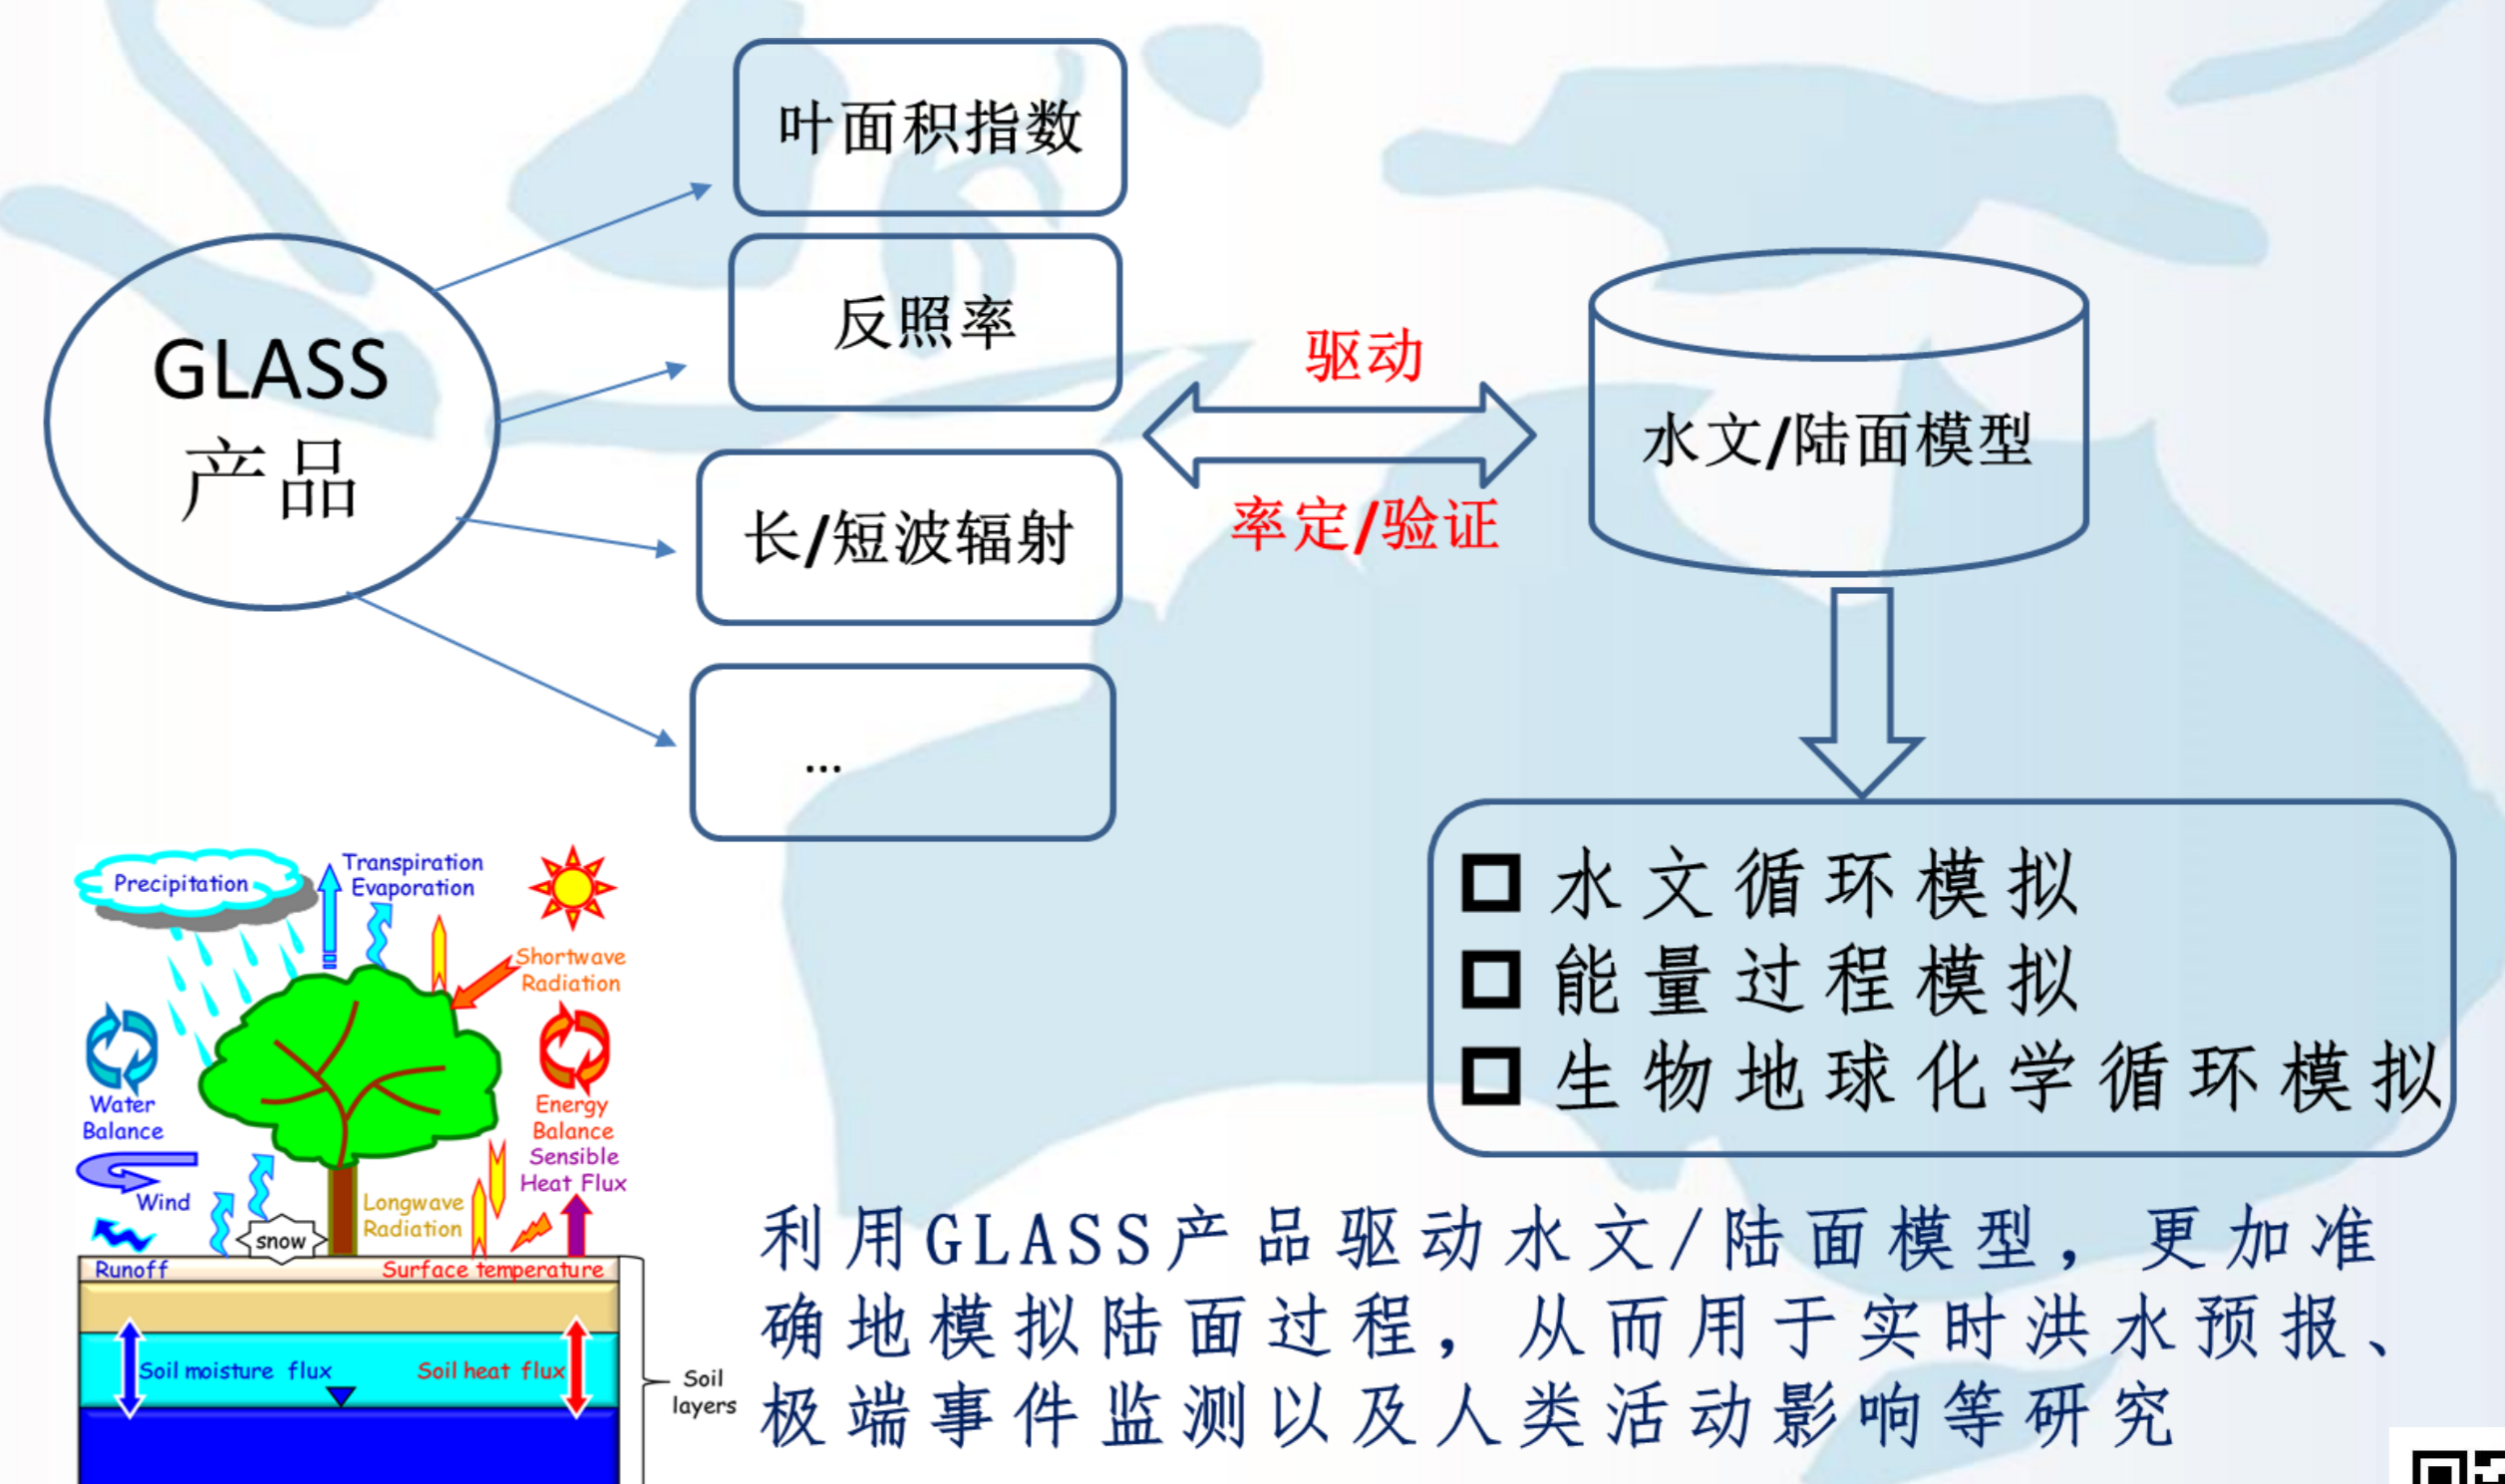 叶面积指数
反照率
GLASS
产品
长/短波辐射
...
驱动
率定/验证
水文/陆面模型
水文循环模拟
能量过程模拟
生物地球化学循环模拟
Precipitation
Transpiration
Evaporation
Shortwave
Radiation
Water
Balance
Energy
Balance
Sensible
Heat Flux
Wind
Longwave
Radiation
snow
Runoff
Surface temperature
Soil moisture flux
Soil heat flux
Soil
layers
利用GLASS产品驱动水文/陆面模型，更加准
确地模拟陆面过程，从而用于实时洪水预报、
极端事件监测以及人类活动影响等研究